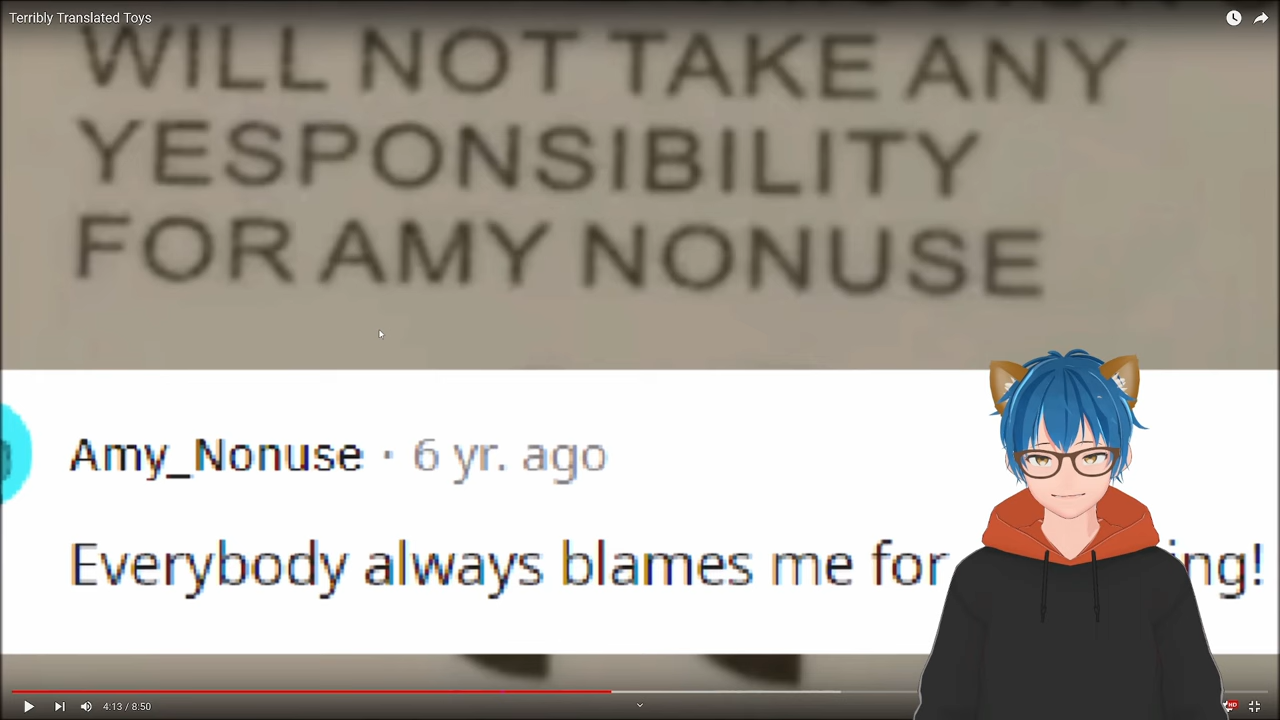 Terribly Translated Toys
WILL NOT TAKE ANY
YESPONSIBILITY
FOR AMY NONUSE
Amy_Nonuse · 6 yr. ago
Everybody always blames me for ing!
4:13 / 8:50
HD